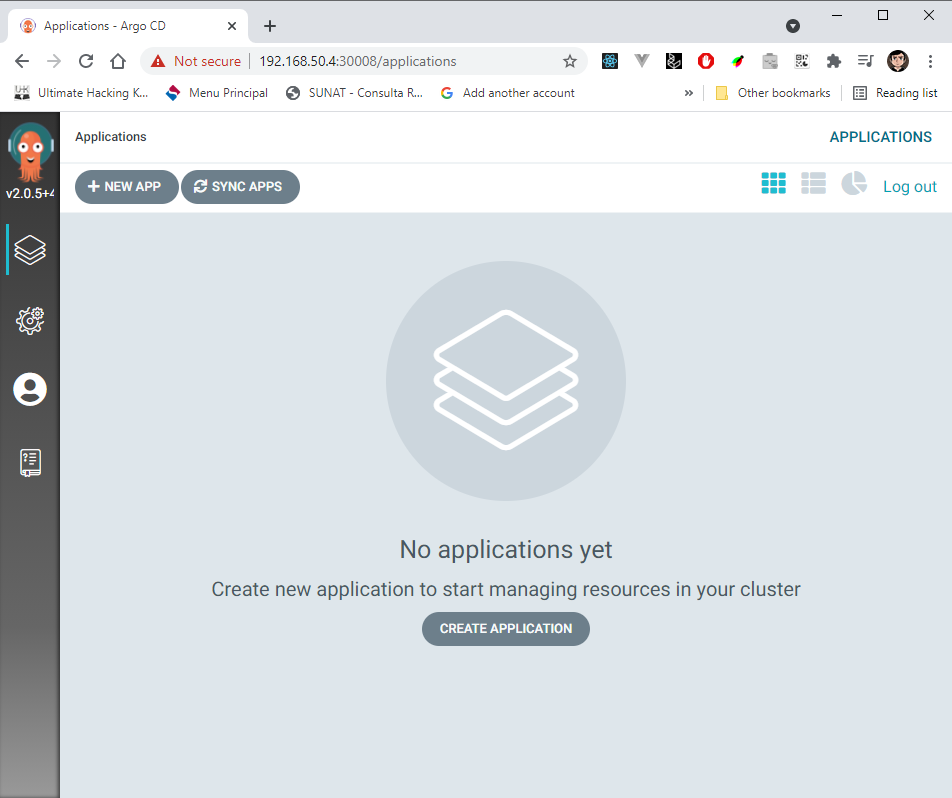 Applications - Argo CD
Not secure 192.168.50.4:30008/applications
Ultimate Hacking K... Menu Principal SUNAT - Consulta R... Add another account » Other bookmarks Reading list
Applications APPLICATIONS
v2.0.5+4
NEW APP SYNC APPS Log out
No applications yet
Create new application to start managing resources in your cluster
CREATE APPLICATION